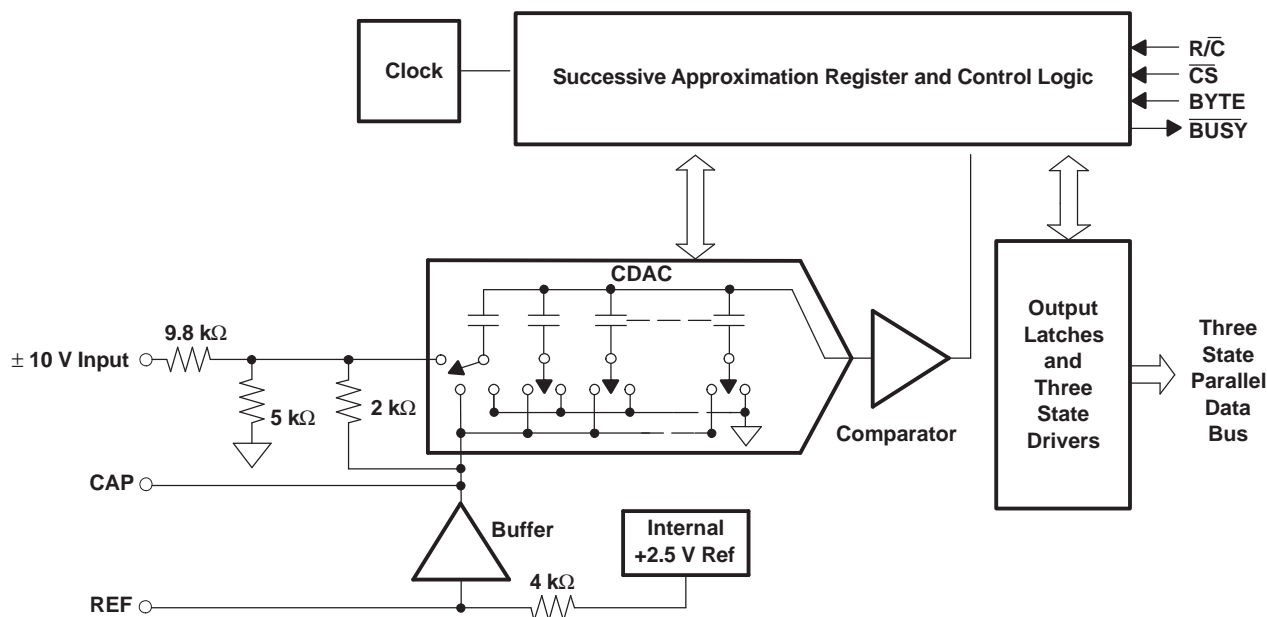 Clock
Successive Approximation Register and Control Logic
R/C̅
C̅S̅
BYTE
B̅U̅S̅Y̅
CDAC
± 10 V Input
9.8 kΩ
5 kΩ
2 kΩ
Comparator
Output
Latches
and
Three
State
Drivers
Three
State
Parallel
Data
Bus
CAP
Buffer
Internal
+2.5 V Ref
4 kΩ
REF